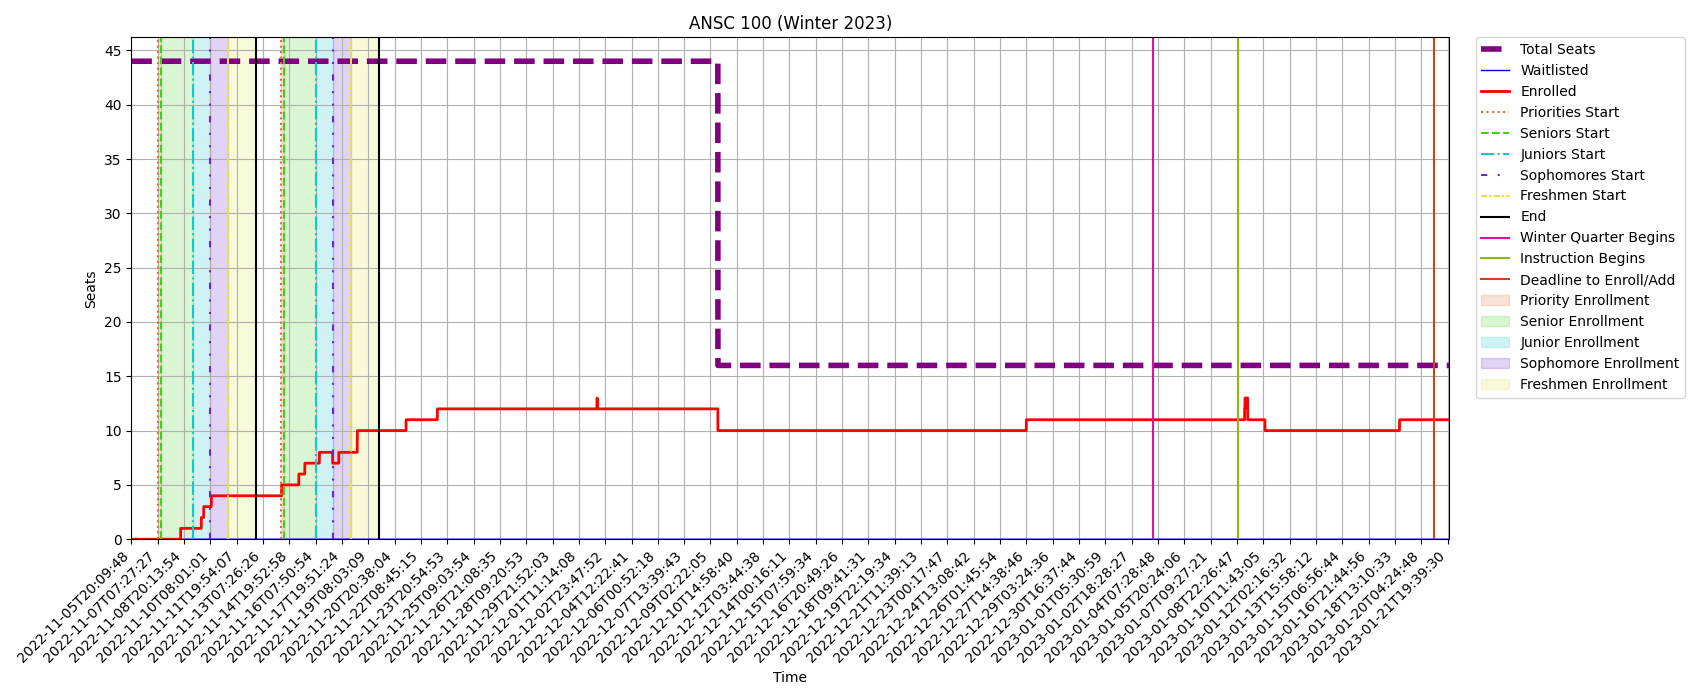 ANSC 100 (Winter 2023)
45
40
35
30
25
20
15
10
5
0
Seats
2022-11-05T20:09:48
2022-11-07T07:27:27
2022-11-08T20:13:54
2022-11-10T08:01:01
2022-11-11T19:54:07
2022-11-13T07:26:26
2022-11-14T19:52:58
2022-11-16T07:50:54
2022-11-17T19:51:24
2022-11-19T08:03:09
2022-11-20T20:38:04
2022-11-22T08:45:15
2022-11-23T20:54:53
2022-11-25T09:03:54
2022-11-26T21:08:35
2022-11-28T09:20:53
2022-11-29T21:52:03
2022-12-01T11:14:08
2022-12-02T23:47:52
2022-12-04T12:22:41
2022-12-06T00:52:18
2022-12-07T13:39:43
2022-12-09T02:22:05
2022-12-10T14:58:40
2022-12-12T03:44:38
2022-12-14T00:16:11
2022-12-15T07:59:34
2022-12-16T20:49:26
2022-12-18T09:41:31
2022-12-19T22:19:34
2022-12-21T11:39:13
2022-12-23T00:17:47
2022-12-24T13:08:42
2022-12-26T01:45:54
2022-12-27T14:38:46
2022-12-29T03:24:36
2022-12-30T16:37:44
2023-01-01T05:30:59
2023-01-02T18:28:27
2023-01-04T07:28:48
2023-01-05T20:24:06
2023-01-07T09:27:21
2023-01-08T22:26:47
2023-01-10T11:43:05
2023-01-12T02:16:32
2023-01-13T15:58:12
2023-01-15T06:56:44
2023-01-16T21:44:56
2023-01-18T13:10:33
2023-01-20T04:24:48
2023-01-21T19:39:30
Time
Total Seats
Waitlisted
Enrolled
Priorities Start
Seniors Start
Juniors Start
Sophomores Start
Freshmen Start
End
Winter Quarter Begins
Instruction Begins
Deadline to Enroll/Add
Priority Enrollment
Senior Enrollment
Junior Enrollment
Sophomore Enrollment
Freshmen Enrollment